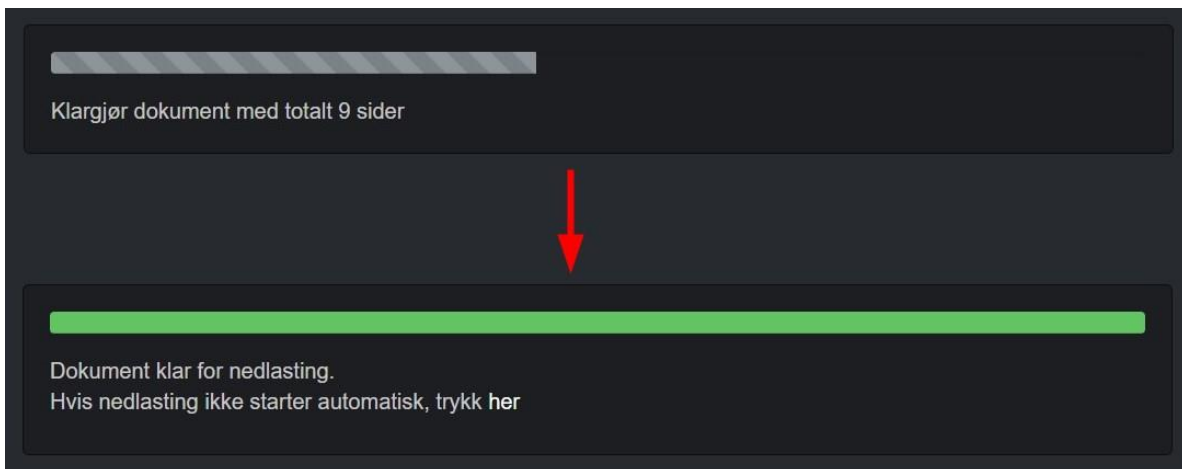 Klargjør dokument med totalt 9 sider
Dokument klar for nedlasting.
Hvis nedlasting ikke starter automatisk, trykk her